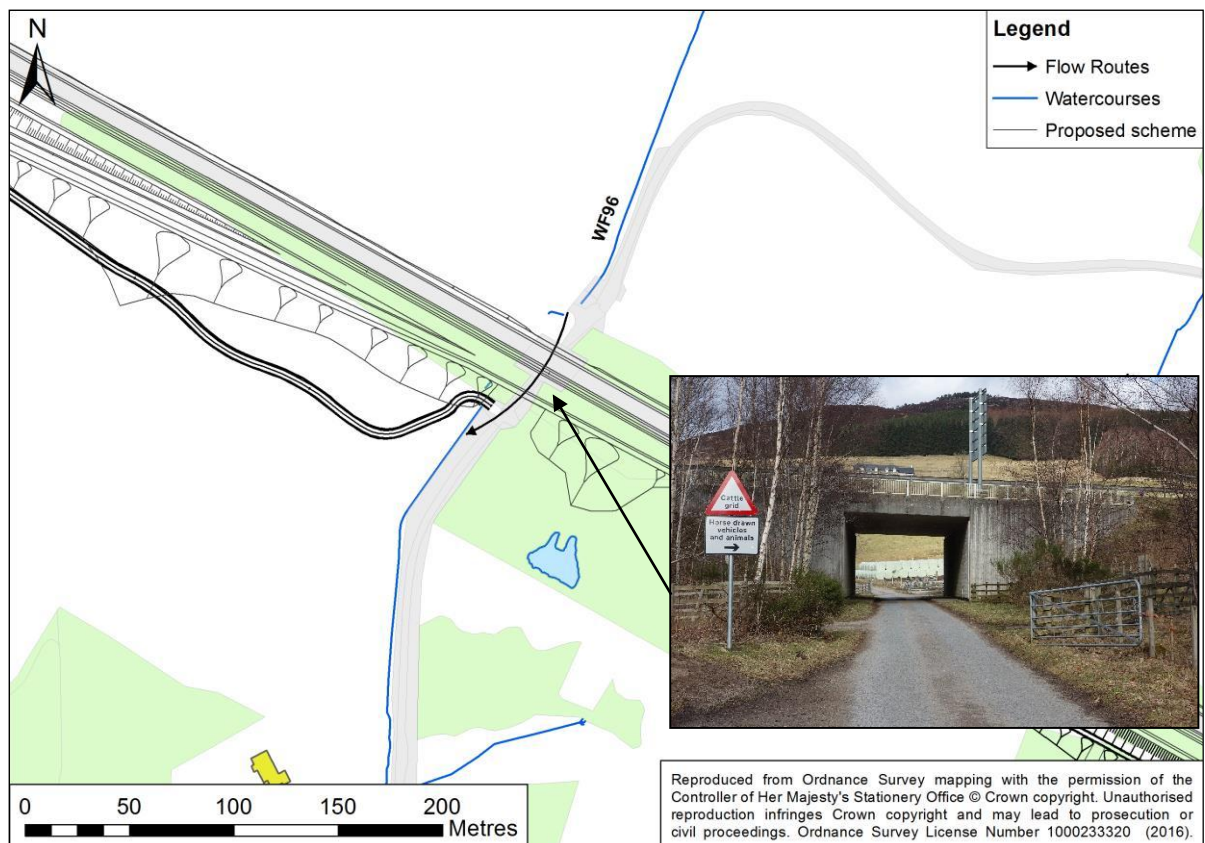 N
Legend
Flow Routes
Watercourses
Proposed scheme
WF96
Cattle
grid
Horse drawn
vehicles
and animals
0 50 100 150 200
Metres
Reproduced from Ordnance Survey mapping with the permission of the
Controller of Her Majesty's Stationery Office © Crown copyright. Unauthorised
reproduction infringes Crown copyright and may lead to prosecution or
civil proceedings. Ordnance Survey License Number 1000233320 (2016).